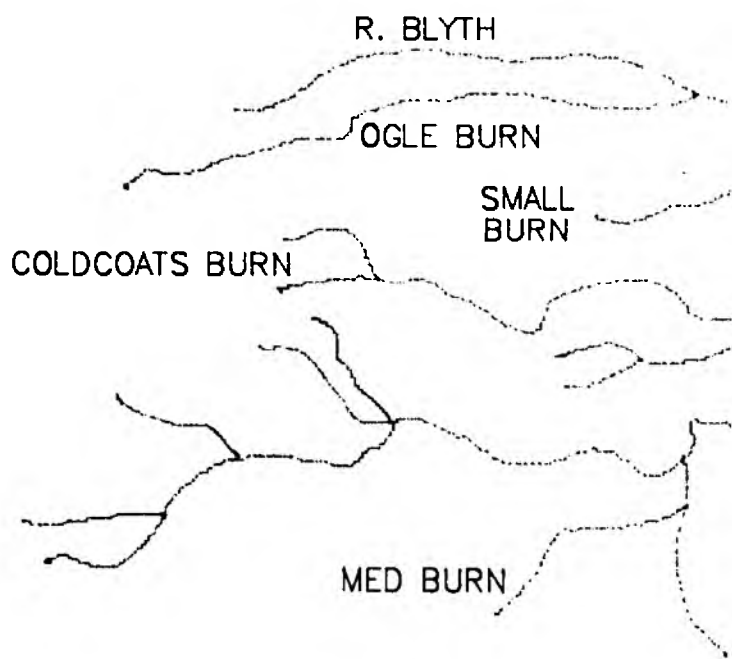 R. BLYTH
OGLE BURN
SMALL
BURN
COLDCOATS BURN
MED BURN